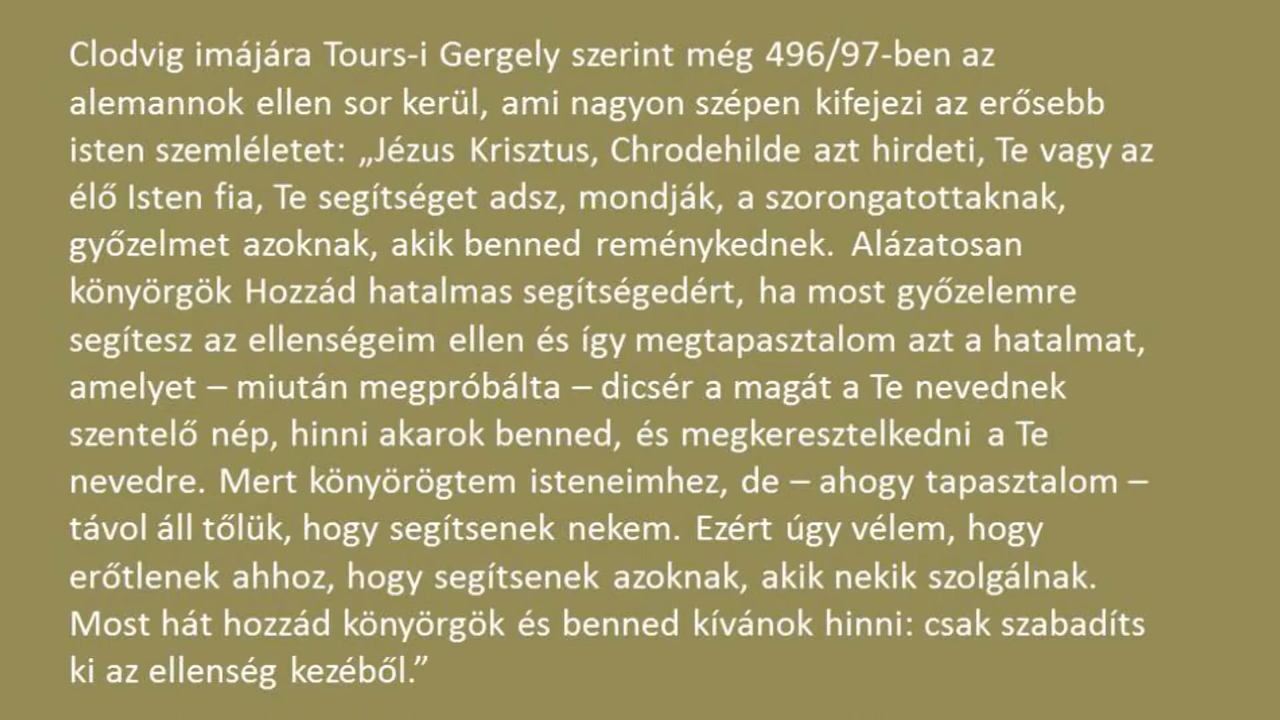 Clodvig imájára Tours-i Gergely szerint még 496/97-ben az
alemannok ellen sor kerül, ami nagyon szépen kifejezi az erősebb
isten szemléletet: „Jézus Krisztus, Chrodehilde azt hirdeti, Te vagy az
élő Isten fia, Te segítséget adsz, mondják, a szorongatottaknak,
győzelmet azoknak, akik benned reménykednek. Alázatosan
könyörgök Hozzád hatalmas segítségedért, ha most győzelemre
segítesz az ellenségeim ellen és így megtapasztalom azt a hatalmat,
amelyet – miután megpróbálta – dicsér a magát a Te nevednek
szentelő nép, hinni akarok benned, és megkeresztelkedni a Te
nevedre. Mert könyörögtem isteneimhez, de – ahogy tapasztalom –
távol áll tőlük, hogy segítsenek nekem. Ezért úgy vélem, hogy
erőtlenek ahhoz, hogy segítsenek azoknak, akik nekik szolgálnak.
Most hát hozzád könyörgök és benned kívánok hinni: csak szabadíts
ki az ellenség kezéből.”